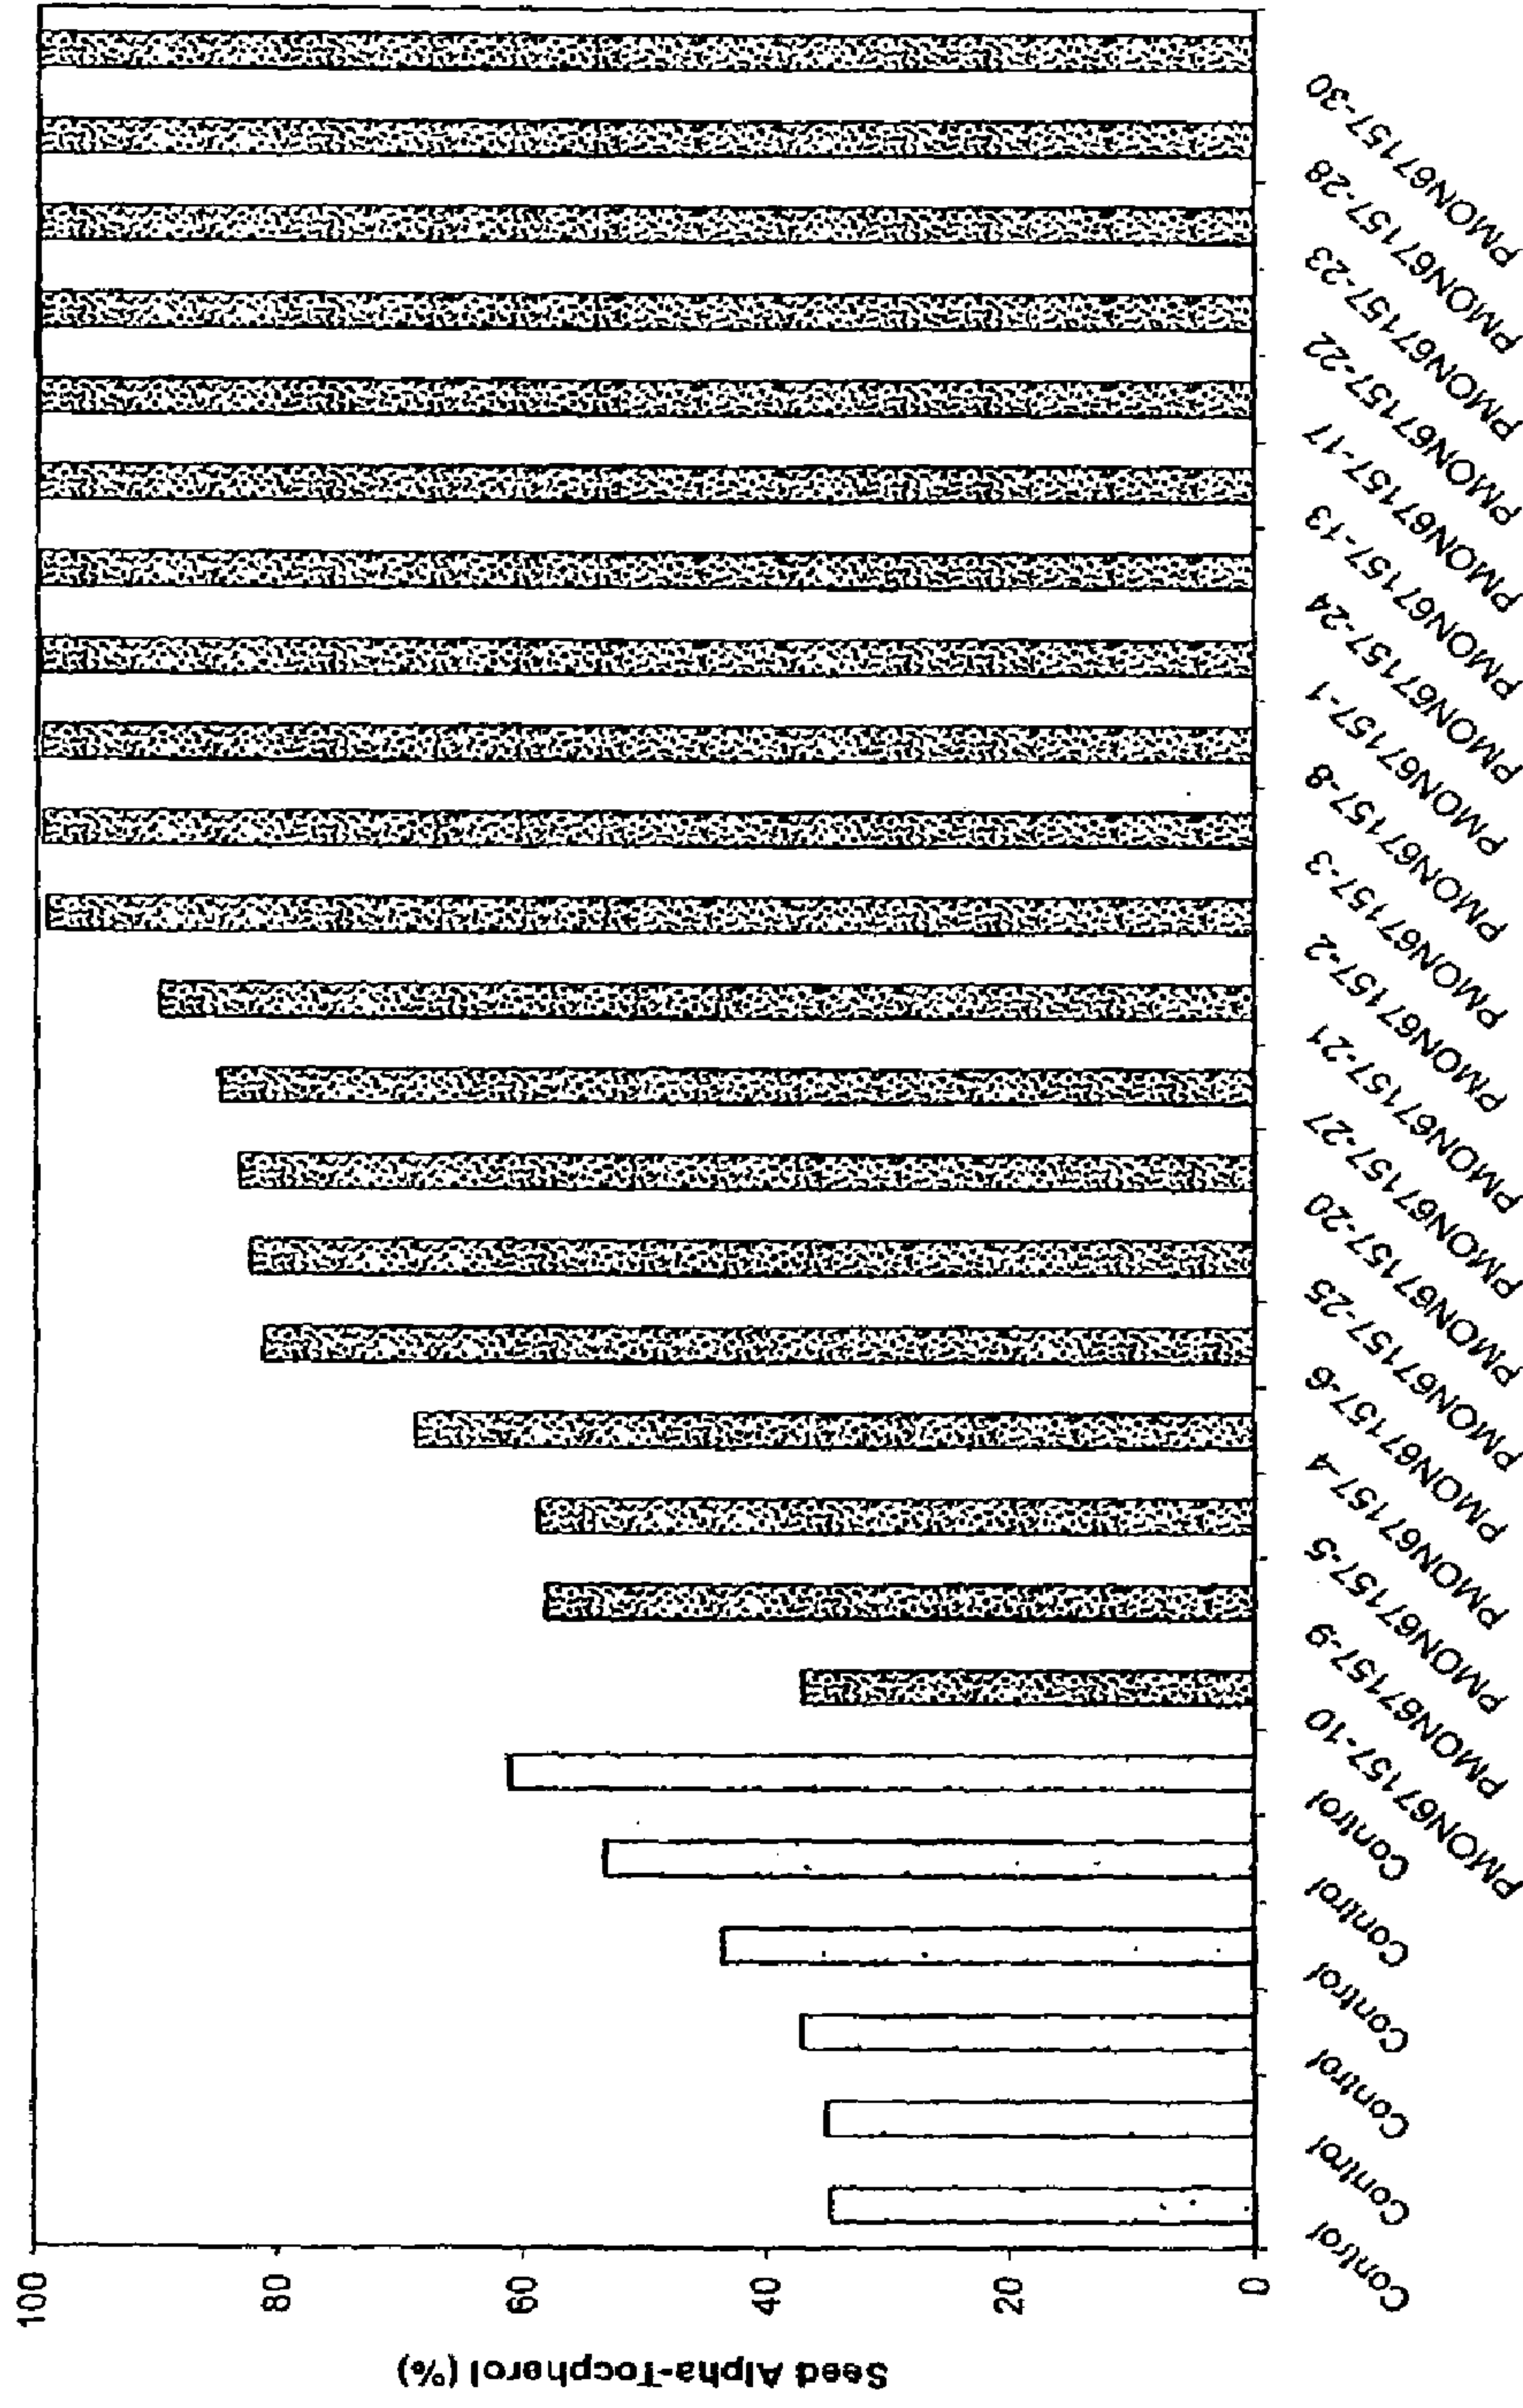 Seed Alpha-Tocpherol (%)
100
80
60
40
20
0
Control
Control
Control
Control
Control
Control
PMON67157-10
PMON67157-9
PMON67157-5
PMON67157-4
PMON67157-6
PMON67157-25
PMON67157-20
PMON67157-27
PMON67157-21
PMON67157-2
PMON67157-3
PMON67157-8
PMON67157-1
PMON67157-24
PMON67157-13
PMON67157-17
PMON67157-22
PMON67157-23
PMON67157-28
PMON67157-30